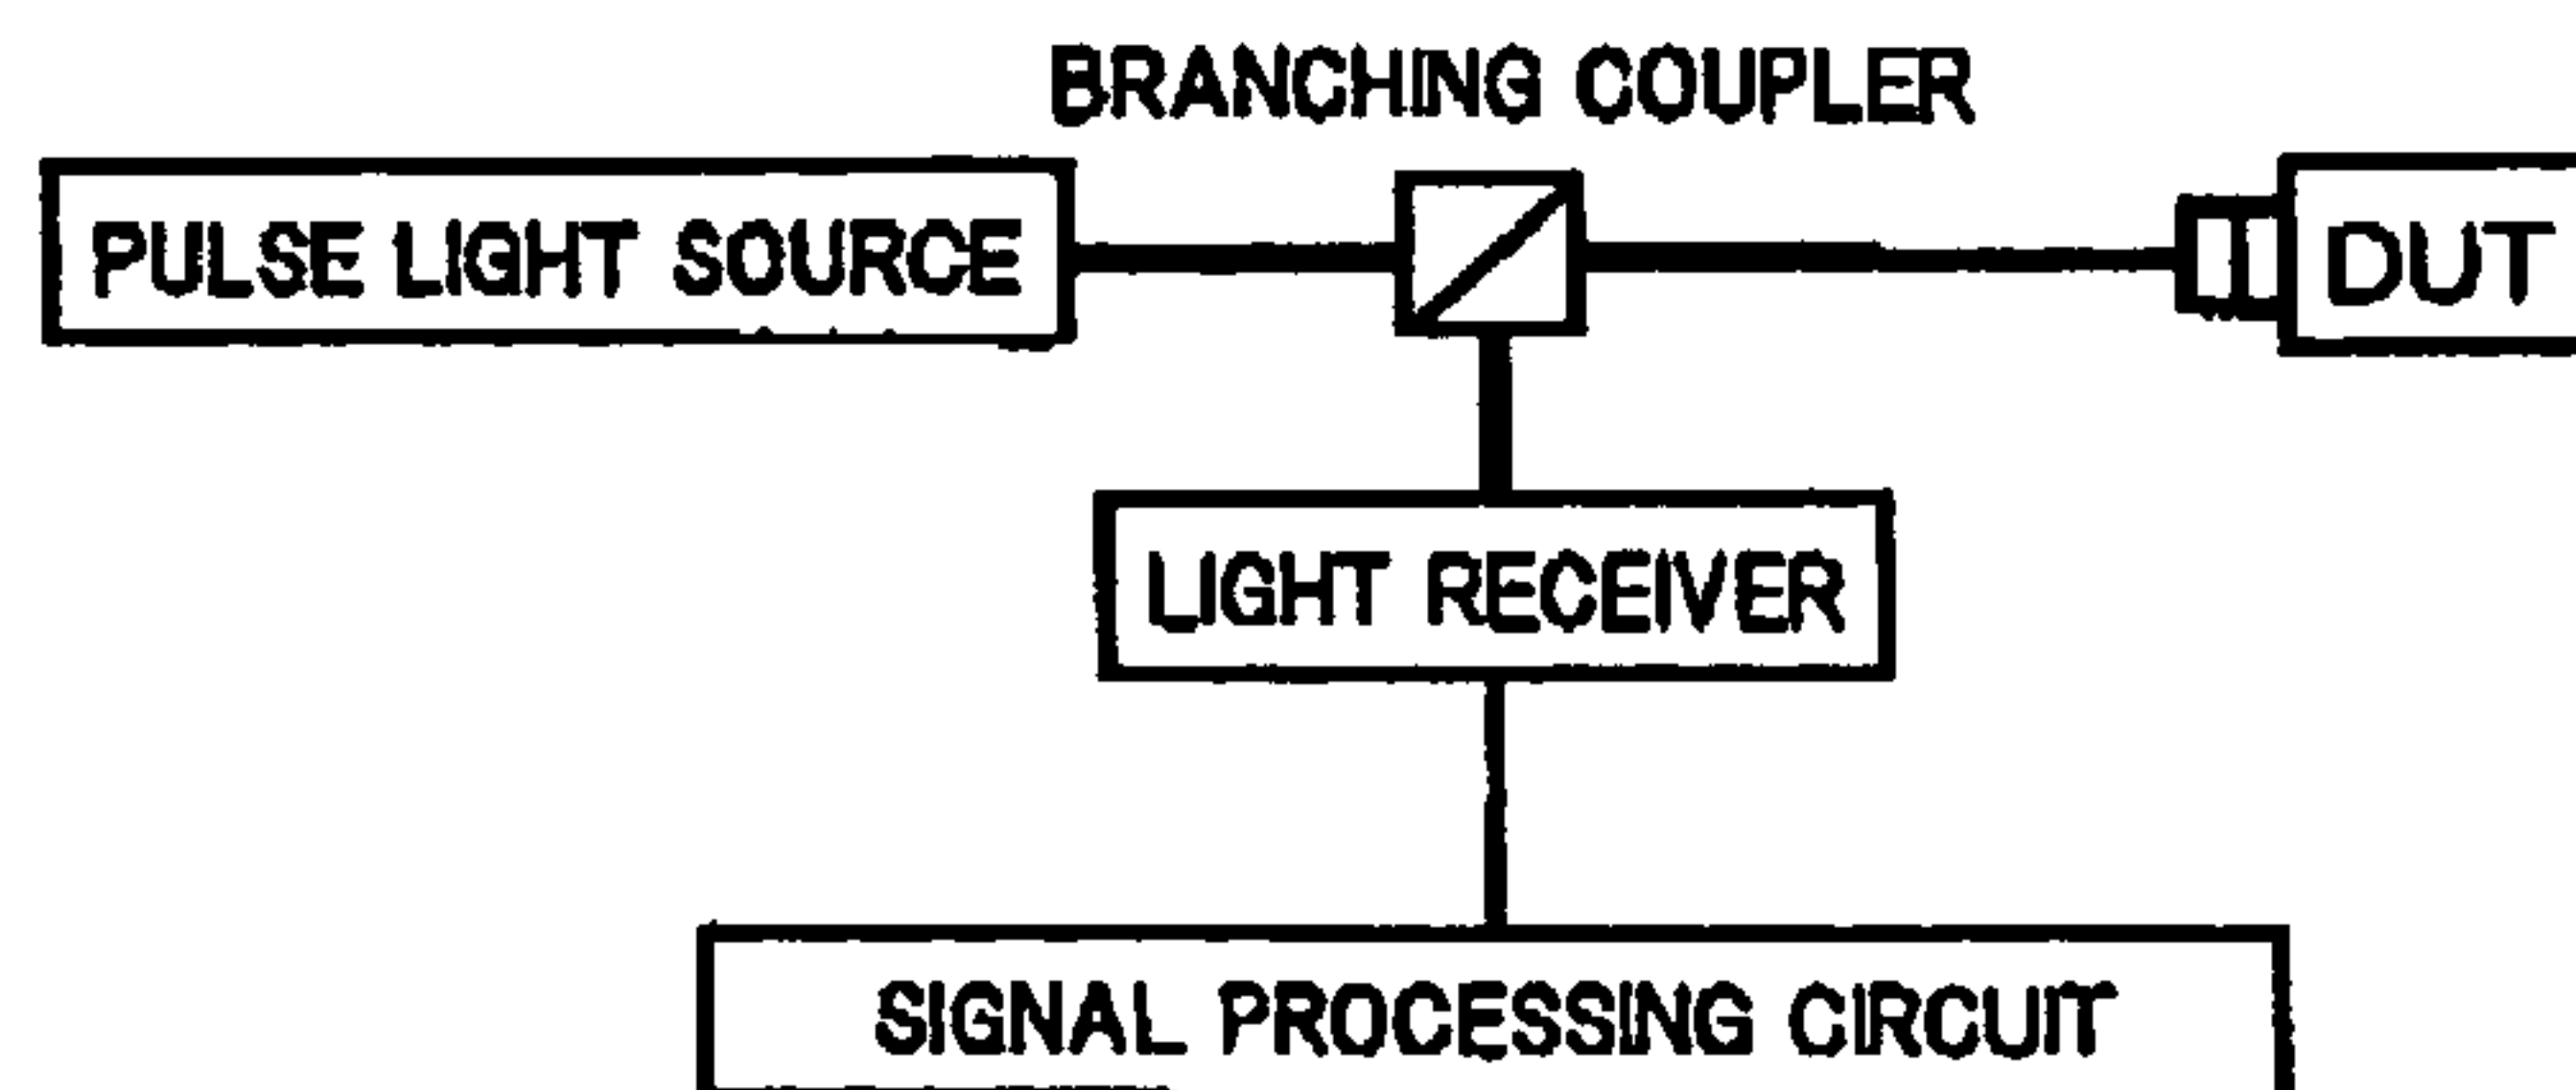 BRANCHING COUPLER
PULSE LIGHT SOURCE
DUT
LIGHT RECEIVER
SIGNAL PROCESSING CIRCUIT